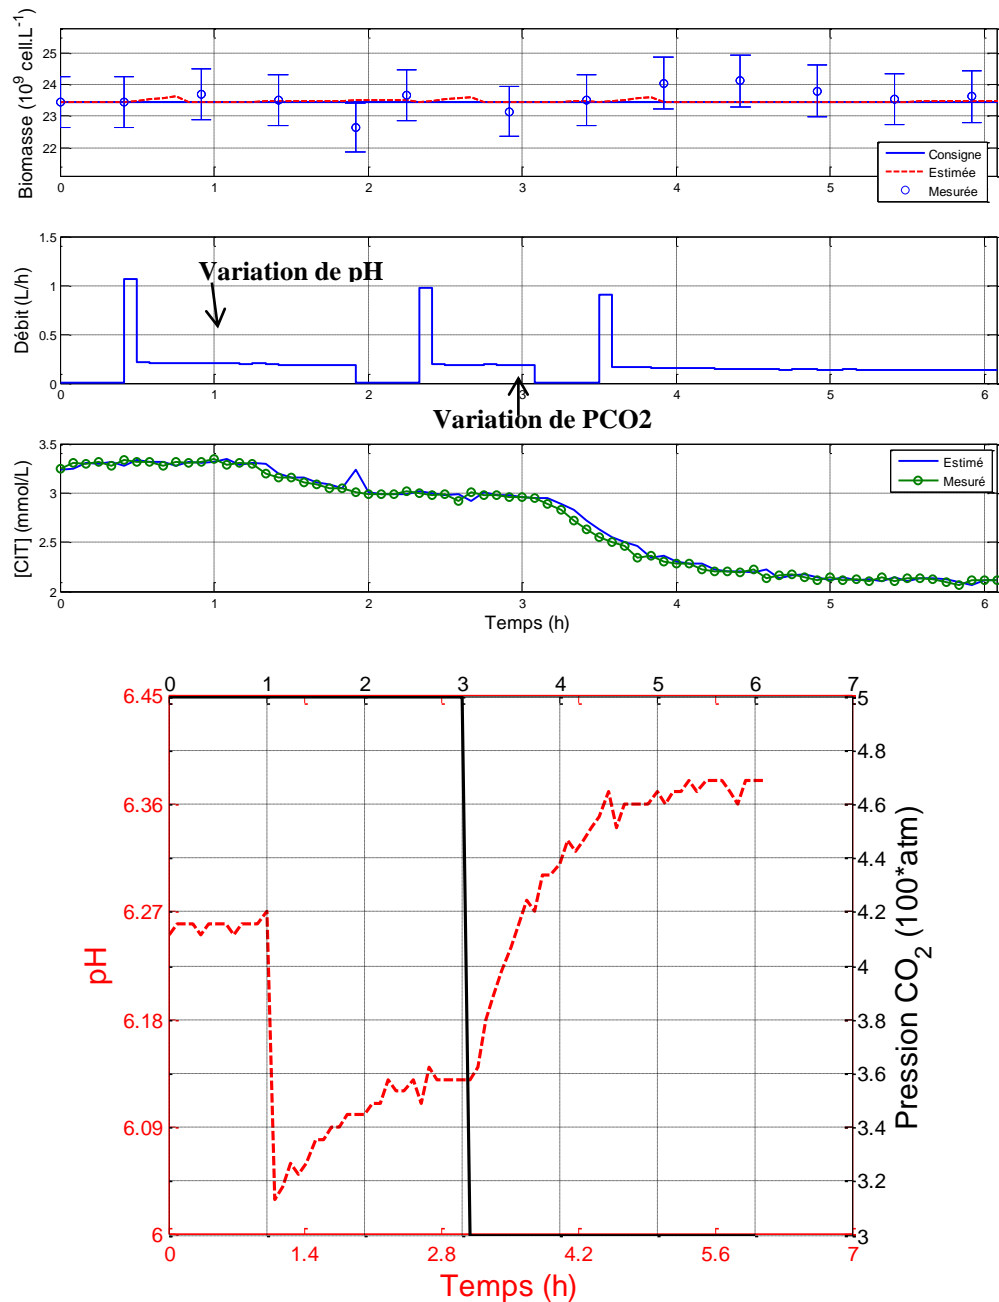 Biomasse (10^9 cell.L^-1)
25
24
23
22
0 1 2 3 4 5 6
Consigne
Estimée
Mesurée
Débit (L/h)
1.5
1
0.5
0
0 1 2 3 4 5 6
Variation de pH
Variation de PCO2
[CIT] (mmol/L)
3.5
3
2.5
2
0 1 2 3 4 5 6
Estimé
Mesuré
Temps (h)
0 1 2 3 4 5 6 7
pH
6.45
6.36
6.27
6.18
6.09
6
5
4.8
4.6
4.4
4.2
4
3.8
3.6
3.4
3.2
3
Pression CO2 (100*atm)
0 1.4 2.8 4.2 5.6 7
Temps (h)